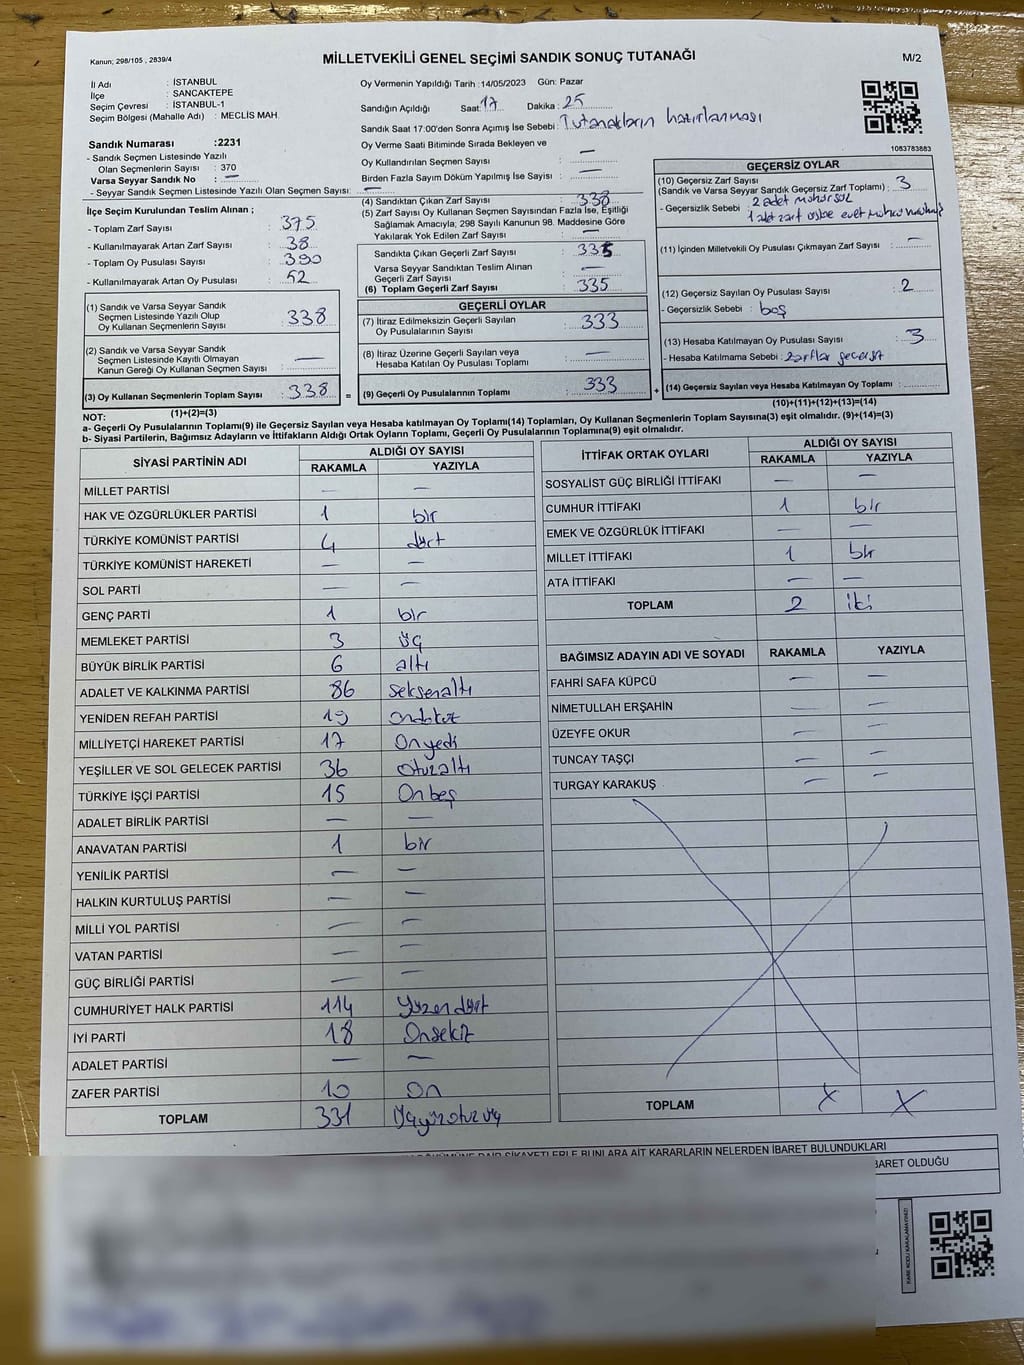 Kanun; 298/105 , 2839/4
MİLLETVEKİLİ GENEL SEÇİMİ SANDIK SONUÇ TUTANAĞI
M/2
İl Adı : İSTANBUL
İlçe : SANCAKTEPE
Seçim Çevresi : İSTANBUL-1
Seçim Bölgesi (Mahalle Adı) : MECLİS MAH.
Sandık Numarası :2231
- Sandık Seçmen Listesinde Yazılı
Olan Seçmen Sayısı : 370
Varsa Seyyar Sandık No : —
- Seyyar Sandık Seçmen Listesinde Yazılı Olan Seçmen Sayısı: —
Oy Vermenin Yapıldığı Tarih :14/05/2023 Gün: Pazar
Sandığın Açıldığı Saat: 17 Dakika : 25
Sandık Saat 17:00'den Sonra Açımış İse Sebebi : Tutanakların hazırlanması
Oy Verme Saati Bitiminde Sırada Bekleyen ve
Oy Kullandırılan Seçmen Sayısı : —
Birden Fazla Sayım Döküm Yapılmış İse Sayısı : —
1083783883
İlçe Seçim Kurulundan Teslim Alınan ;
- Toplam Zarf Sayısı : 375
- Kullanılmayarak Artan Zarf Sayısı : 38
- Toplam Oy Pusulası Sayısı : 390
- Kullanılmayarak Artan Oy Pusulası : 52
(1) Sandık ve Varsa Seyyar Sandık
Seçmen Listesinde Yazılı Olup
Oy Kullanan Seçmenlerin Sayısı : 338
(2) Sandık ve Varsa Seyyar Sandık
Seçmen Listesinde Kayıtlı Olmayan
Kanun Gereği Oy Kullanan Seçmen Sayısı : —
(3) Oy Kullanan Seçmenlerin Toplam Sayısı : 338
(1)+(2)=(3)
(4) Sandıktan Çıkan Zarf Sayısı : 338
(5) Zarf Sayısı Oy Kullanan Seçmen Sayısından Fazla İse, Eşitliği
Sağlamak Amacıyla; 298 Sayılı Kanunun 98. Maddesine Göre
Yakılarak Yok Edilen Zarf Sayısı : —
Sandıkta Çıkan Geçerli Zarf Sayısı : 335
Varsa Seyyar Sandıktan Teslim Alınan
Geçerli Zarf Sayısı : —
(6) Toplam Geçerli Zarf Sayısı : 335
GEÇERLİ OYLAR
(7) İtiraz Edilmeksizin Geçerli Sayılan
Oy Pusulalarının Sayısı : 333
(8) İtiraz Üzerine Geçerli Sayılan veya
Hesaba Katılan Oy Pusulası Toplamı : —
= (9) Geçerli Oy Pusulalarının Toplamı : 333
GEÇERSİZ OYLAR
(10) Geçersiz Zarf Sayısı
(Sandık ve Varsa Seyyar Sandık Geçersiz Zarf Toplamı) : 3
- Geçersizlik Sebebi : 2 adet mühürsüz
1 adet zarf evet
(11) İçinden Milletvekili Oy Pusulası Çıkmayan Zarf Sayısı : —
(12) Geçersiz Sayılan Oy Pusulası Sayısı : 2
- Geçersizlik Sebebi : boş
(13) Hesaba Katılmayan Oy Pusulası Sayısı : 3
- Hesaba Katılmama Sebebi : zarflar geçersiz
+ (14) Geçersiz Sayılan veya Hesaba Katılmayan Oy Toplamı :
(10)+(11)+(12)+(13)=(14)
NOT:
a- Geçerli Oy Pusulalarının Toplamı(9) ile Geçersiz Sayılan veya Hesaba katılmayan Oy Toplamı(14) Toplamları, Oy Kullanan Seçmenlerin Toplam Sayısına(3) eşit olmalıdır. (9)+(14)=(3)
b- Siyasi Partilerin, Bağımsız Adayların ve İttifakların Aldığı Ortak Oyların Toplamı, Geçerli Oy Pusulalarının Toplamına(9) eşit olmalıdır.
SİYASİ PARTİNİN ADI ALDIĞI OY SAYISI
RAKAMLA YAZIYLA
MİLLET PARTİSİ — —
HAK VE ÖZGÜRLÜKLER PARTİSİ 1 bir
TÜRKİYE KOMÜNİST PARTİSİ 4 dört
TÜRKİYE KOMÜNİST HAREKETİ — —
SOL PARTİ — —
GENÇ PARTİ 1 bir
MEMLEKET PARTİSİ 3 üç
BÜYÜK BİRLİK PARTİSİ 6 altı
ADALET VE KALKINMA PARTİSİ 86 seksenaltı
YENİDEN REFAH PARTİSİ 19 ondokuz
MİLLİYETÇİ HAREKET PARTİSİ 17 Onyedi
YEŞİLLER VE SOL GELECEK PARTİSİ 36 otuzaltı
TÜRKİYE İŞÇİ PARTİSİ 15 Onbeş
ADALET BİRLİK PARTİSİ — —
ANAVATAN PARTİSİ 1 bir
YENİLİK PARTİSİ — —
HALKIN KURTULUŞ PARTİSİ — —
MİLLİ YOL PARTİSİ — —
VATAN PARTİSİ — —
GÜÇ BİRLİĞİ PARTİSİ — —
CUMHURİYET HALK PARTİSİ 114 Yüzondört
İYİ PARTİ 18 Onsekiz
ADALET PARTİSİ — —
ZAFER PARTİSİ 10 On
TOPLAM 331 Üçyüzotuz
İTTİFAK ORTAK OYLARI ALDIĞI OY SAYISI
RAKAMLA YAZIYLA
SOSYALİST GÜÇ BİRLİĞİ İTTİFAKI — —
CUMHUR İTTİFAKI 1 bir
EMEK VE ÖZGÜRLÜK İTTİFAKI — —
MİLLET İTTİFAKI 1 bir
ATA İTTİFAKI — —
TOPLAM 2 iki
BAĞIMSIZ ADAYIN ADI VE SOYADI RAKAMLA YAZIYLA
FAHRİ SAFA KÜPCÜ — —
NİMETULLAH ERŞAHİN — —
ÜZEYFE OKUR — —
TUNCAY TAŞÇI — —
TURGAY KARAKUŞ — —
TOPLAM X X
ŞİKAYETLERLE BUNLARA AİT KARARLARIN NELERDEN İBARET BULUNDUKLARI
BARET OLDUĞU